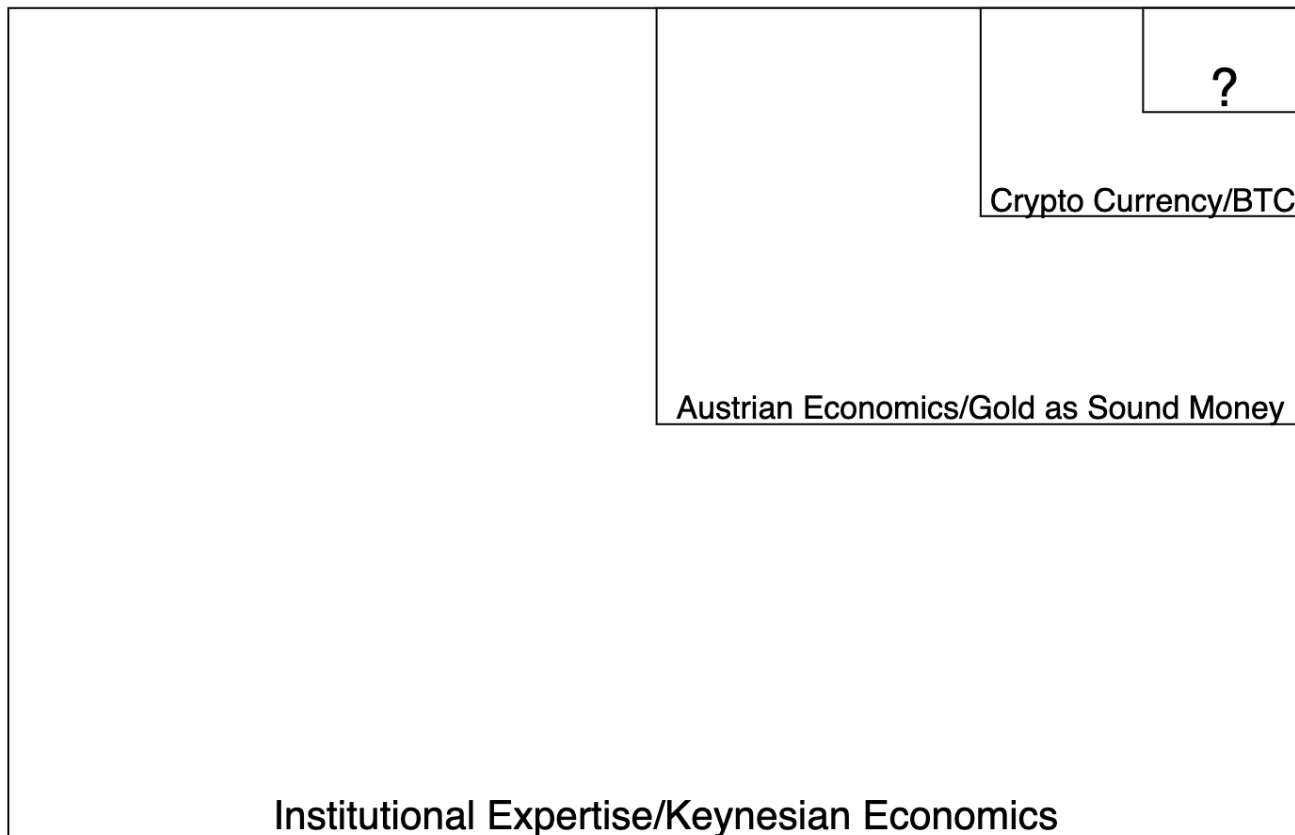 ?
Crypto Currency/BTC
Austrian Economics/Gold as Sound Money
Institutional Expertise/Keynesian Economics